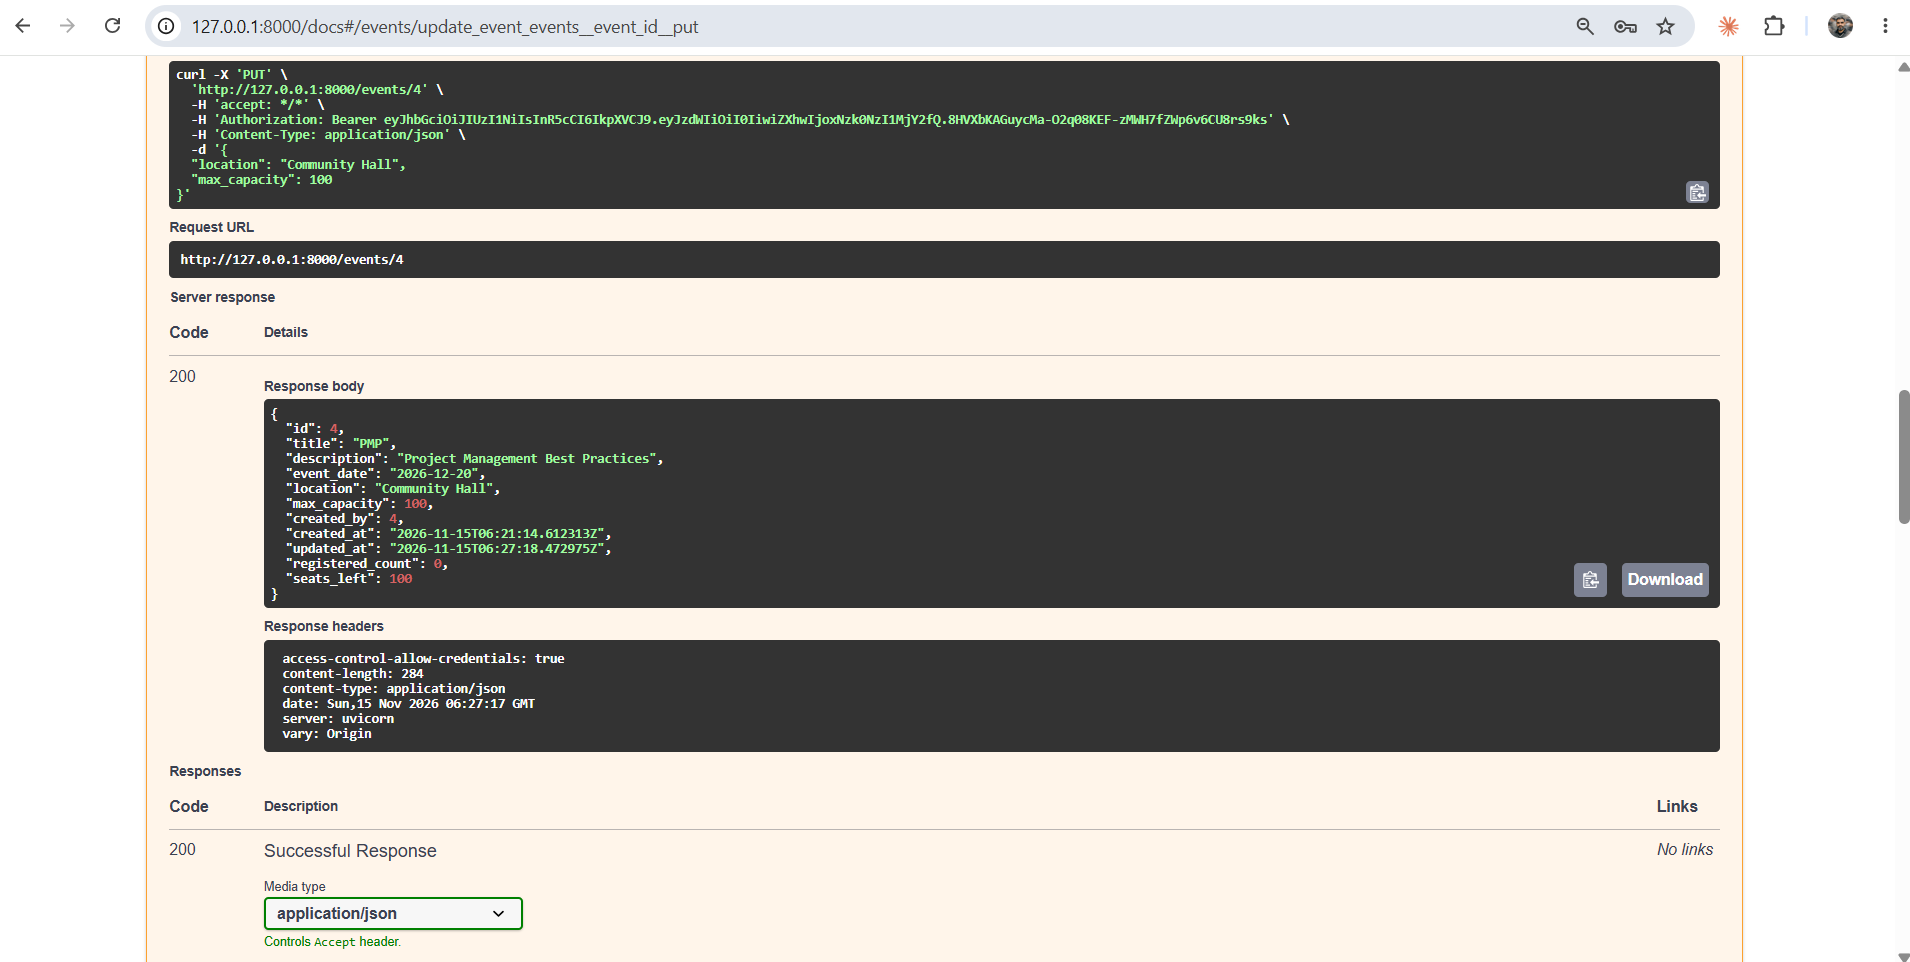 127.0.0.1:8000/docs#/events/update_event_events__event_id__put
curl -X 'PUT' \
'http://127.0.0.1:8000/events/4' \
-H 'accept: */*' \
-H 'Authorization: Bearer eyJhbGciOiJIUzI1NiIsInR5cCI6IkpXVCJ9.eyJzdWIiOiI0IiwiZXhwIjoxNzk0NzI1MjY2fQ.8HVXbKAGuycMa-O2q08KEF-zMWH7fZWp6v6CU8rs9ks' \
-H 'Content-Type: application/json' \
-d '{
"location": "Community Hall",
"max_capacity": 100
}'
Request URL
http://127.0.0.1:8000/events/4
Server response
Code Details
200
Response body
{
"id": 4,
"title": "PMP",
"description": "Project Management Best Practices",
"event_date": "2026-12-20",
"location": "Community Hall",
"max_capacity": 100,
"created_by": 4,
"created_at": "2026-11-15T06:21:14.612313Z",
"updated_at": "2026-11-15T06:27:18.472975Z",
"registered_count": 0,
"seats_left": 100
}
Download
Response headers
access-control-allow-credentials: true
content-length: 284
content-type: application/json
date: Sun,15 Nov 2026 06:27:17 GMT
server: uvicorn
vary: Origin
Responses
Code Description Links
200 Successful Response No links
Media type
application/json
Controls Accept header.